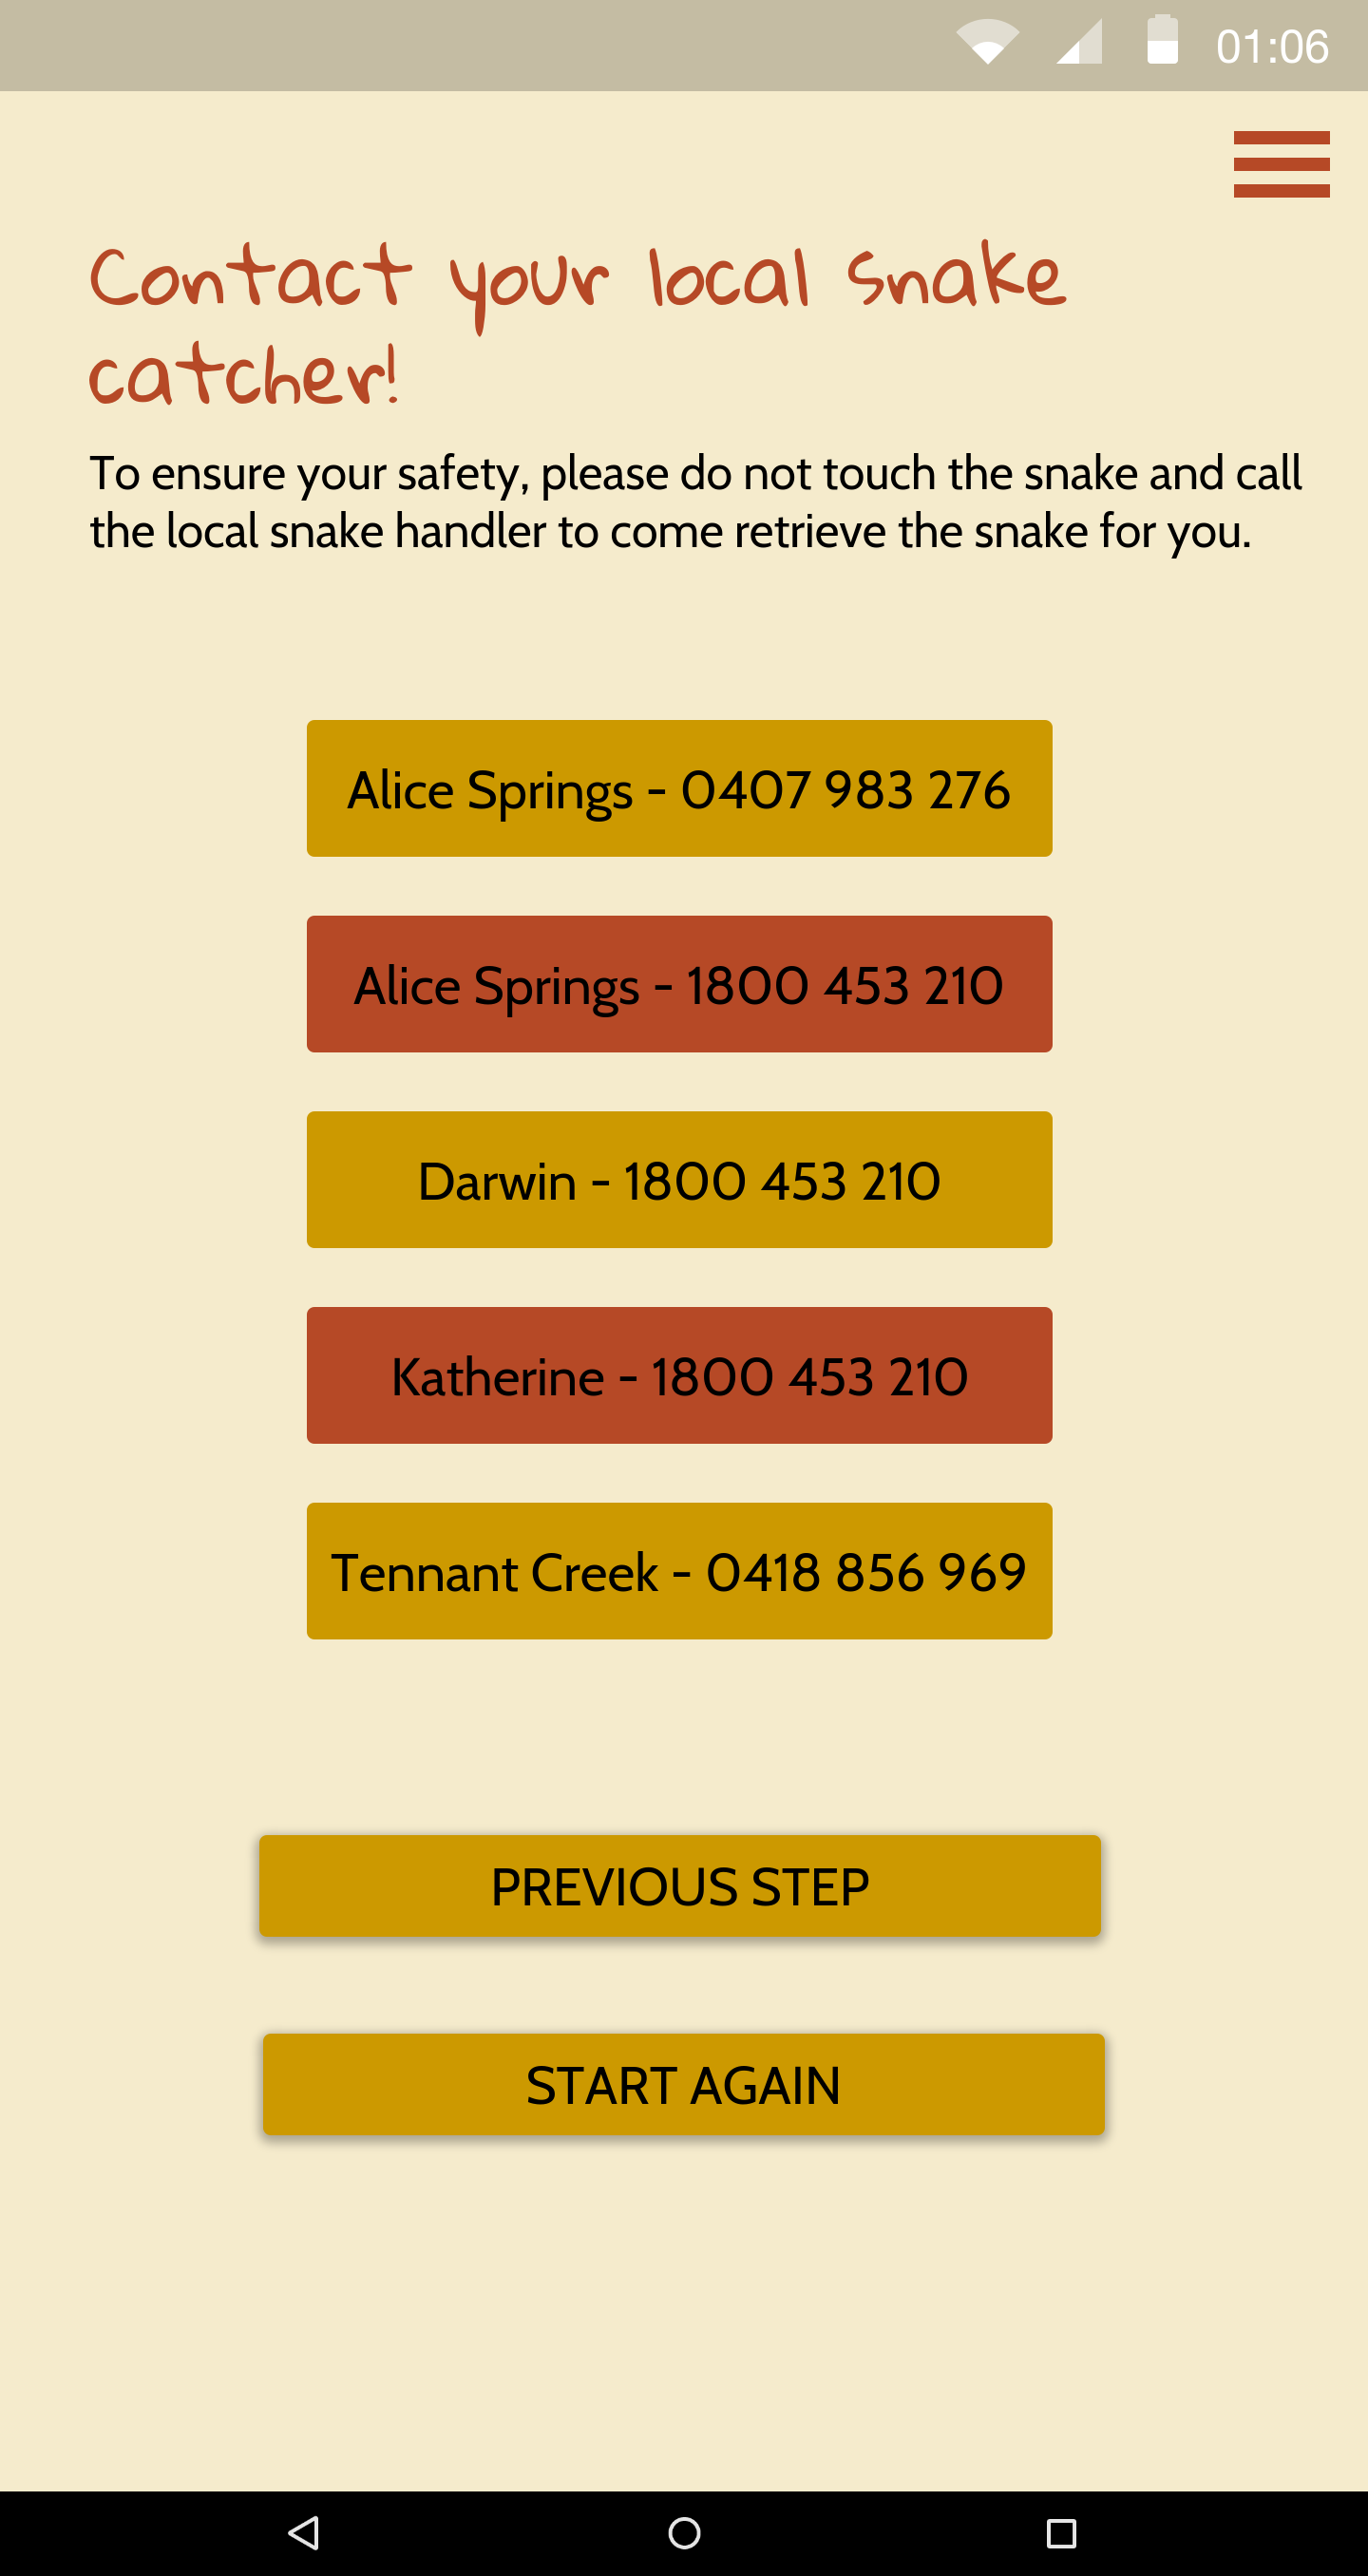 01:06
Contact your local snake
catcher!
To ensure your safety, please do not touch the snake and call
the local snake handler to come retrieve the snake for you.
Alice Springs - 0407 983 276
Alice Springs - 1800 453 210
Darwin - 1800 453 210
Katherine - 1800 453 210
Tennant Creek - 0418 856 969
PREVIOUS STEP
START AGAIN